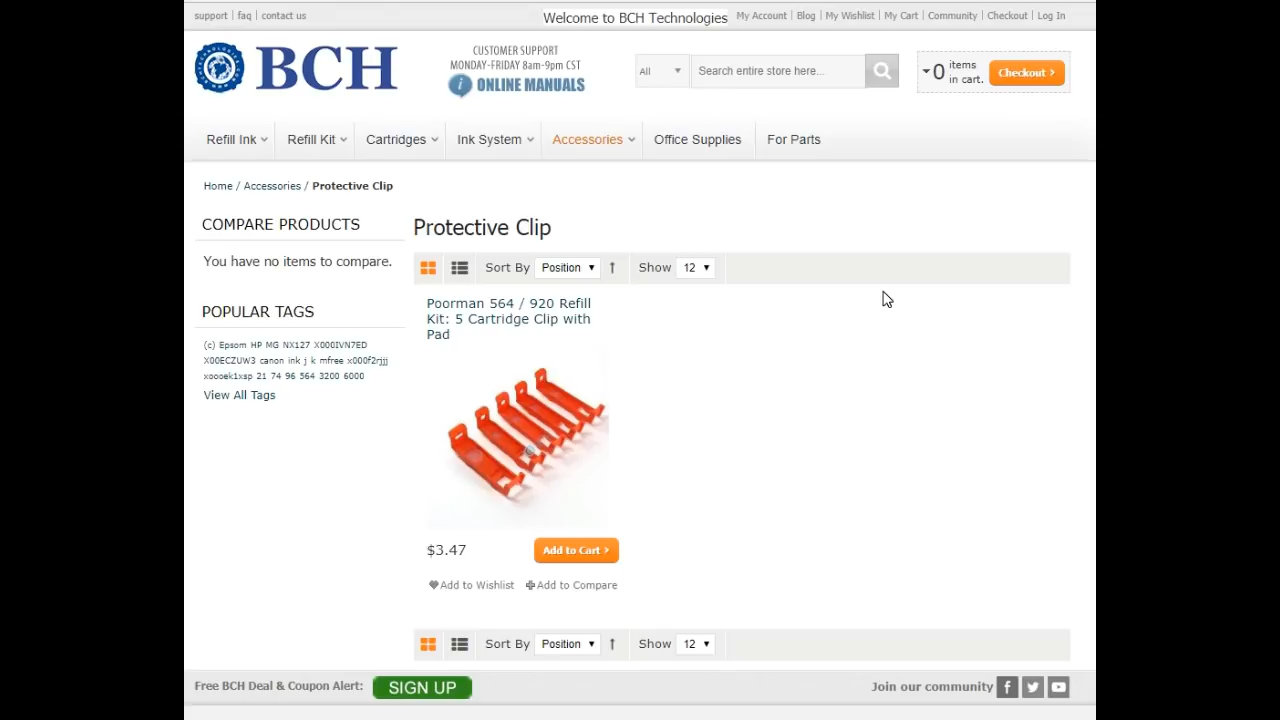 support | faq | contact us
Welcome to BCH Technologies
My Account | Blog | My Wishlist | My Cart | Community | Checkout | Log In
BCH
CUSTOMER SUPPORT
MONDAY-FRIDAY 8am-9pm CST
i ONLINE MANUALS
All
Search entire store here...
0 items
in cart.
Checkout >
Refill Ink
Refill Kit
Cartridges
Ink System
Accessories
Office Supplies
For Parts
Home / Accessories / Protective Clip
COMPARE PRODUCTS
You have no items to compare.
POPULAR TAGS
(c) Epsom HP MG NX127 X000IVN7ED
X00ECZUW3 canon ink j k mfree x000f2rjjj
xoooek1xsp 21 74 96 564 3200 6000
View All Tags
Protective Clip
Sort By Position
Show 12
Poorman 564 / 920 Refill
Kit: 5 Cartridge Clip with
Pad
$3.47
Add to Cart >
Add to Wishlist
Add to Compare
Sort By Position
Show 12
Free BCH Deal & Coupon Alert:
SIGN UP
Join our community